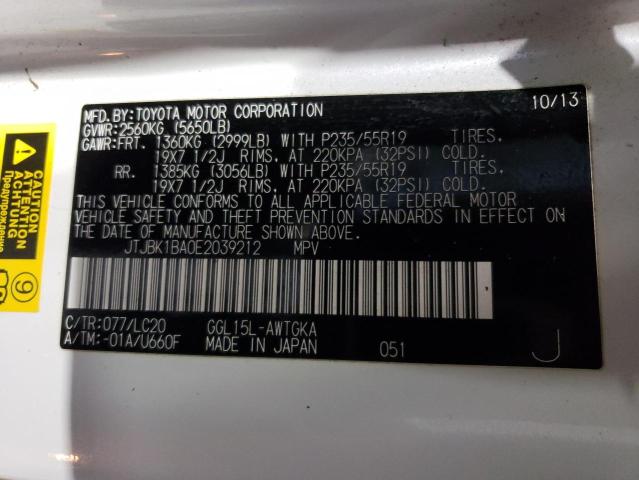 MFD.BY:TOYOTA MOTOR CORPORATION 10/13
GVWR:2560KG (5650LB)
GAWR:FRT. 1360KG (2999LB) WITH P235/55R19 TIRES,
19X7 1/2J RIMS, AT 220KPA (32PSI) COLD.
RR. 1385KG (3056LB) WITH P235/55R19 TIRES,
19X7 1/2J RIMS, AT 220KPA (32PSI) COLD.
THIS VEHICLE CONFORMS TO ALL APPLICABLE FEDERAL MOTOR
VEHICLE SAFETY AND THEFT PREVENTION STANDARDS IN EFFECT ON
THE DATE OF MANUFACTURE SHOWN ABOVE.
JTJBK1BA0E2039212 MPV
C/TR:077/LC20 GGL15L-AWTGKA
A/TM:-01A/U660F MADE IN JAPAN 051 J
CAUTION
ATTENTION
ACHTUNG
Предупреждение
9